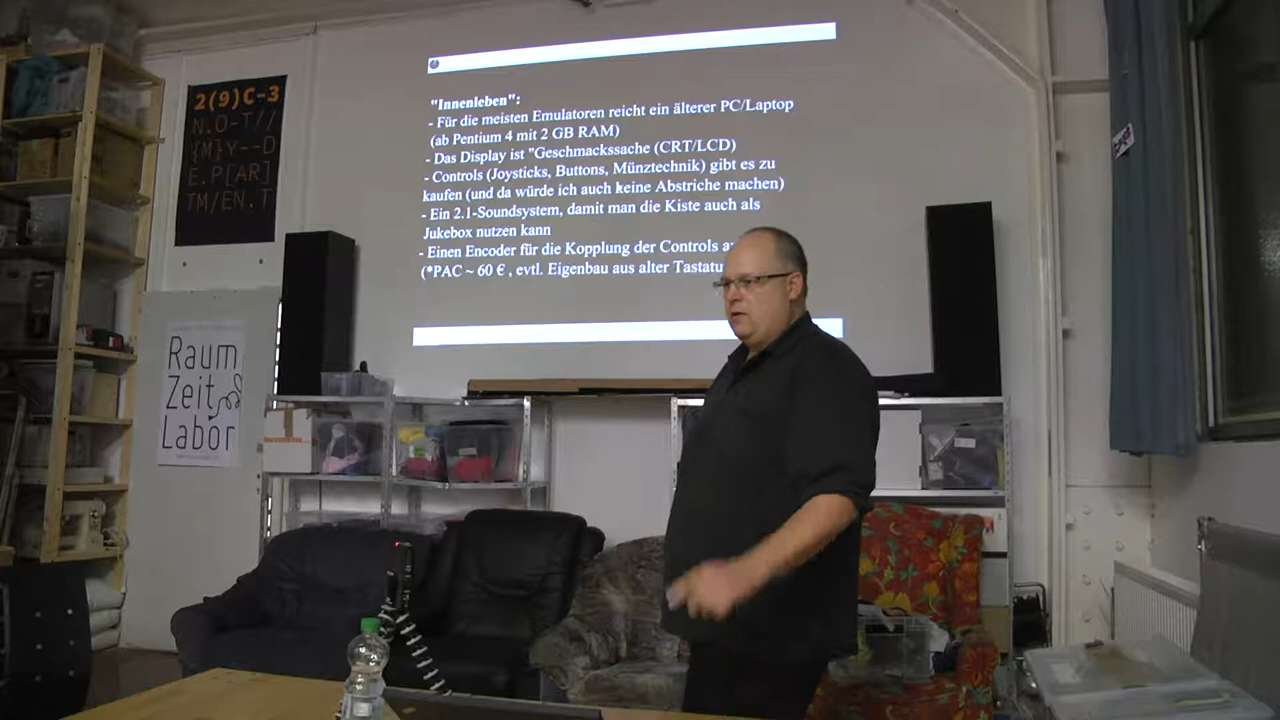 2(9)C-3
N.O-T//
{M}Y--D
E.P[AR]
TM/EN.T
Raum
Zeit
Labor
"Innenleben":
- Für die meisten Emulatoren reicht ein älterer PC/Laptop
(ab Pentium 4 mit 2 GB RAM)
- Das Display ist "Geschmackssache (CRT/LCD)
- Controls (Joysticks, Buttons, Münztechnik) gibt es zu
kaufen (und da würde ich auch keine Abstriche machen)
- Ein 2.1-Soundsystem, damit man die Kiste auch als
Jukebox nutzen kann
- Einen Encoder für die Kopplung der Controls
(*PAC ~ 60 € , evtl. Eigenbau aus alter